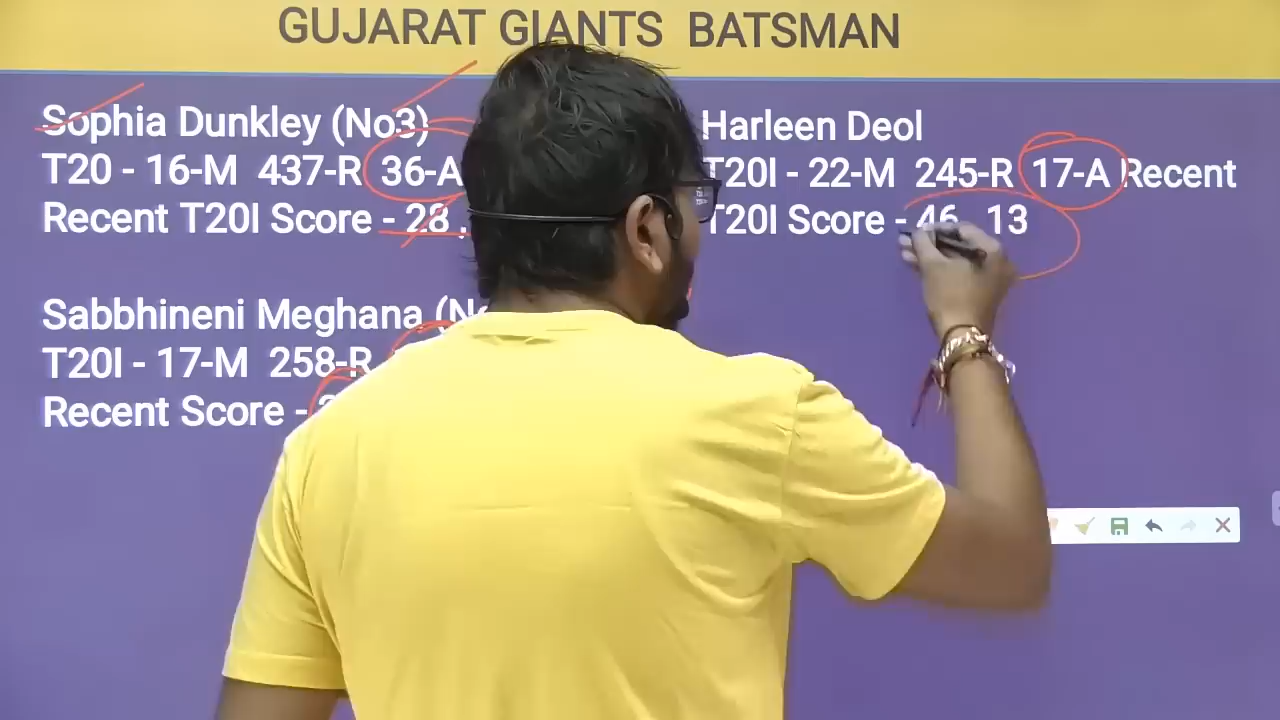 GUJARAT GIANTS BATSMAN
Sophia Dunkley (No3)
T20 - 16-M 437-R 36-A
Recent T20I Score - 28 ,
Sabbhineni Meghana
T20I - 17-M 258-R
Recent Score -
Harleen Deol
T20I - 22-M 245-R 17-A Recent
T20I Score - 46 13